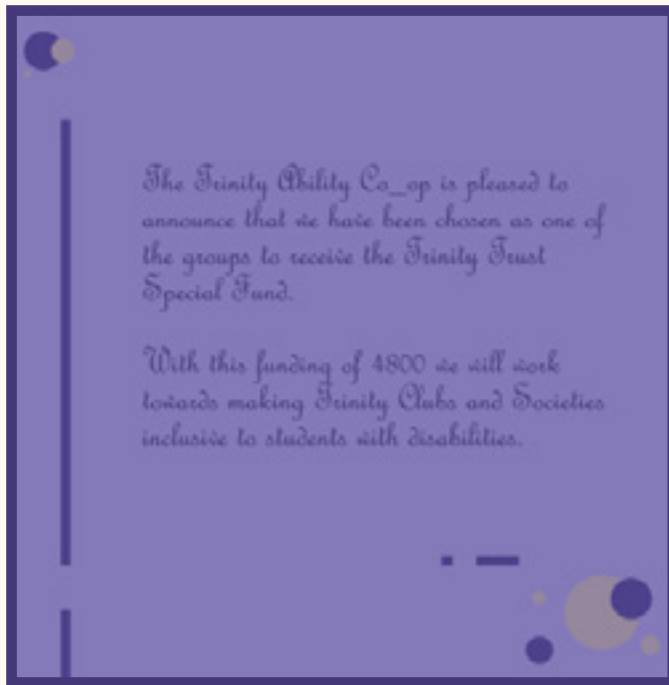 The Trinity Ability Co_op is pleased to
announce that we have been chosen as one of
the groups to receive the Trinity Trust
Special Fund.
With this funding of 4800 we will work
towards making Trinity Clubs and Societies
inclusive to students with disabilities.